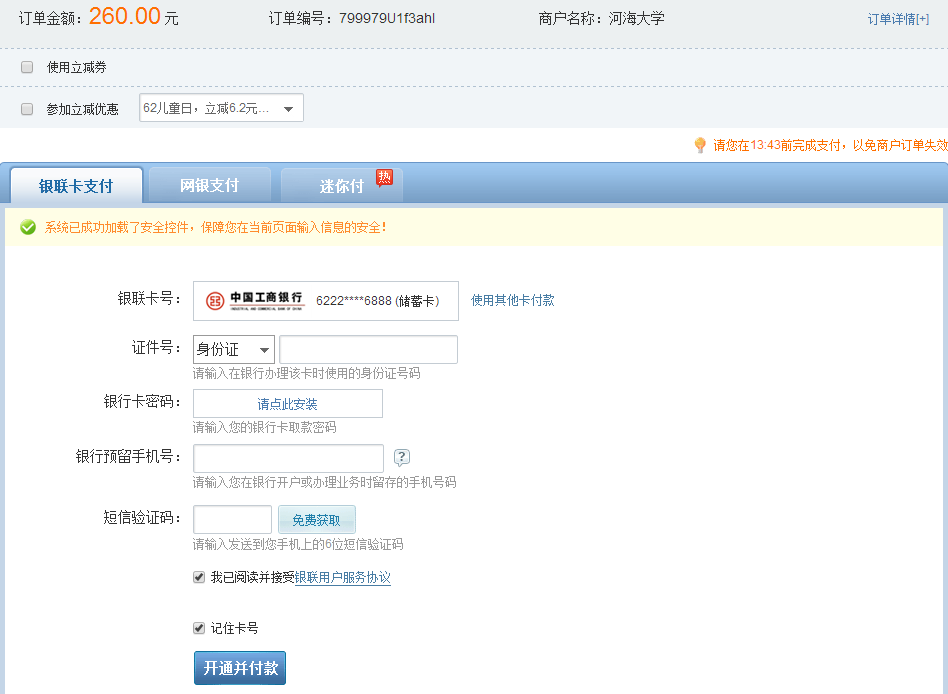 订单金额：260.00 元 订单编号：799979U1f3ahl 商户名称：河海大学 订单详情[+]
使用立减券
参加立减优惠 62儿童日，立减6.2元...
请您在13:43前完成支付，以免商户订单失效
银联卡支付 网银支付 迷你付 热
系统已成功加载了安全控件，保障您在当前页面输入信息的安全！
银联卡号： 中国工商银行 6222****6888 (储蓄卡) 使用其他卡付款
INDUSTRIAL AND COMMERCIAL BANK OF CHINA
证件号： 身份证
请输入在银行办理该卡时使用的身份证号码
银行卡密码： 请点此安装
请输入您的银行卡取款密码
银行预留手机号： ?
请输入您在银行开户或办理业务时留存的手机号码
短信验证码： 免费获取
请输入发送到您手机上的6位短信验证码
我已阅读并接受银联用户服务协议
记住卡号
开通并付款